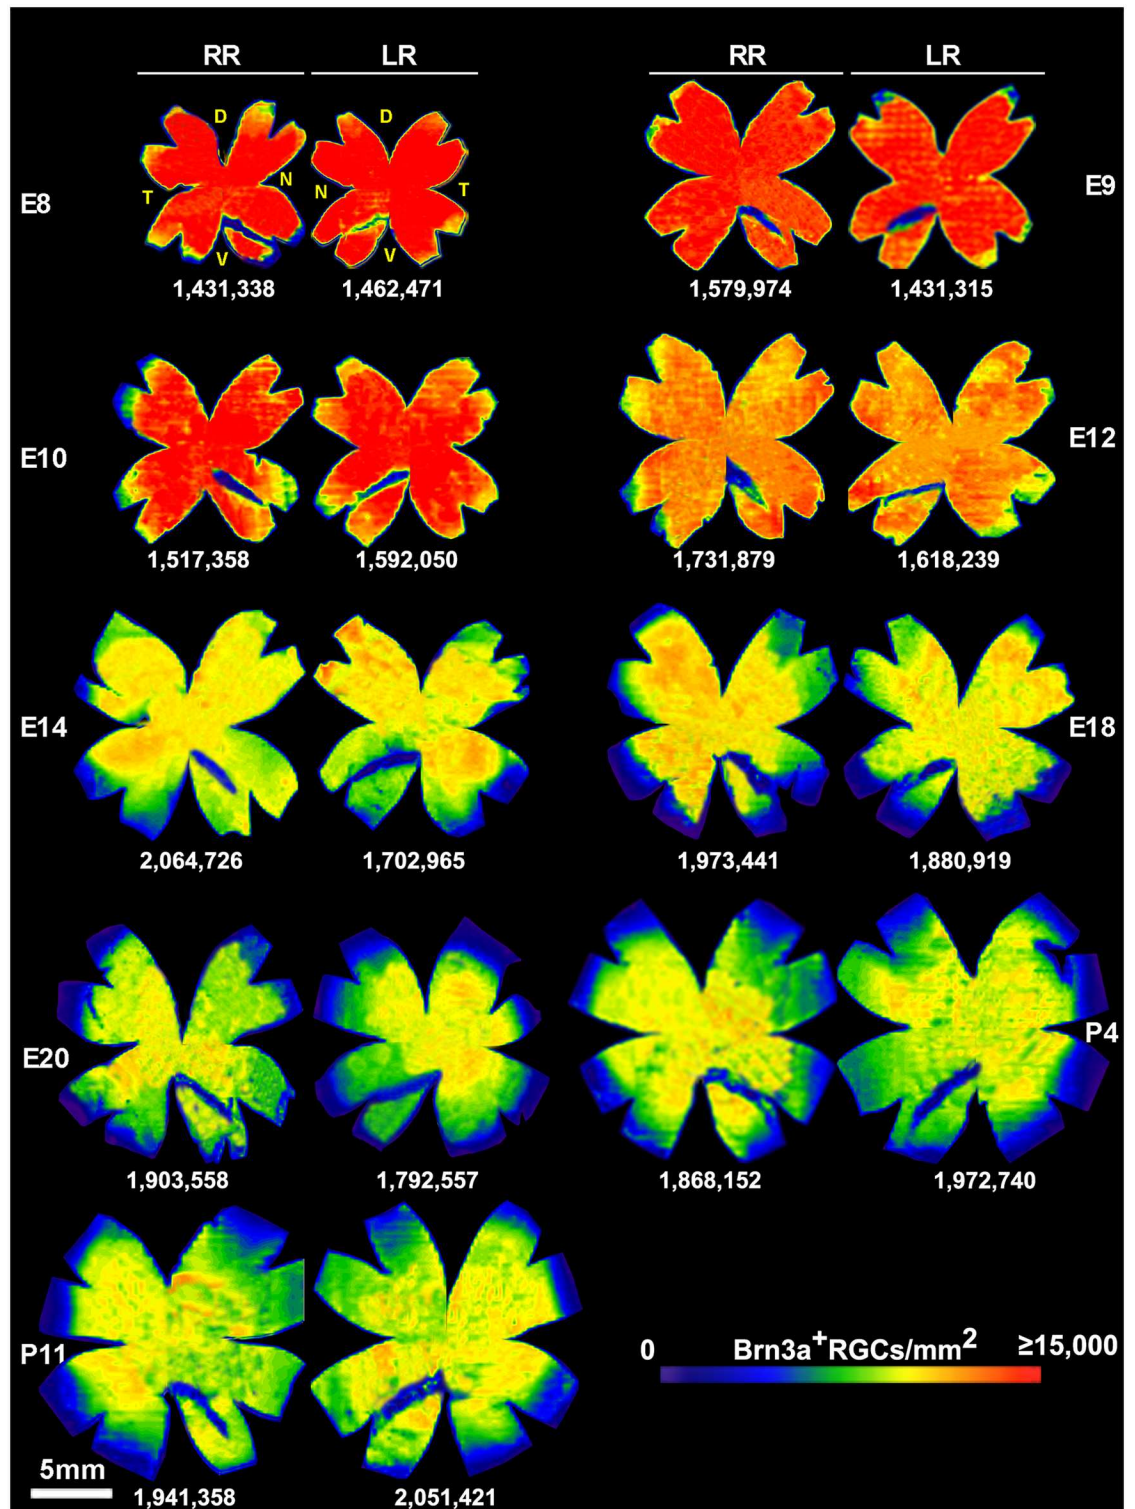 RR LR RR LR
D D
N N
T T
V V
E8 E9
1,431,338 1,462,471 1,579,974 1,431,315
E10 E12
1,517,358 1,592,050 1,731,879 1,618,239
E14 E18
2,064,726 1,702,965 1,973,441 1,880,919
E20 P4
1,903,558 1,792,557 1,868,152 1,972,740
P11
0 Brn3a+RGCs/mm2 ≥15,000
5mm
1,941,358 2,051,421